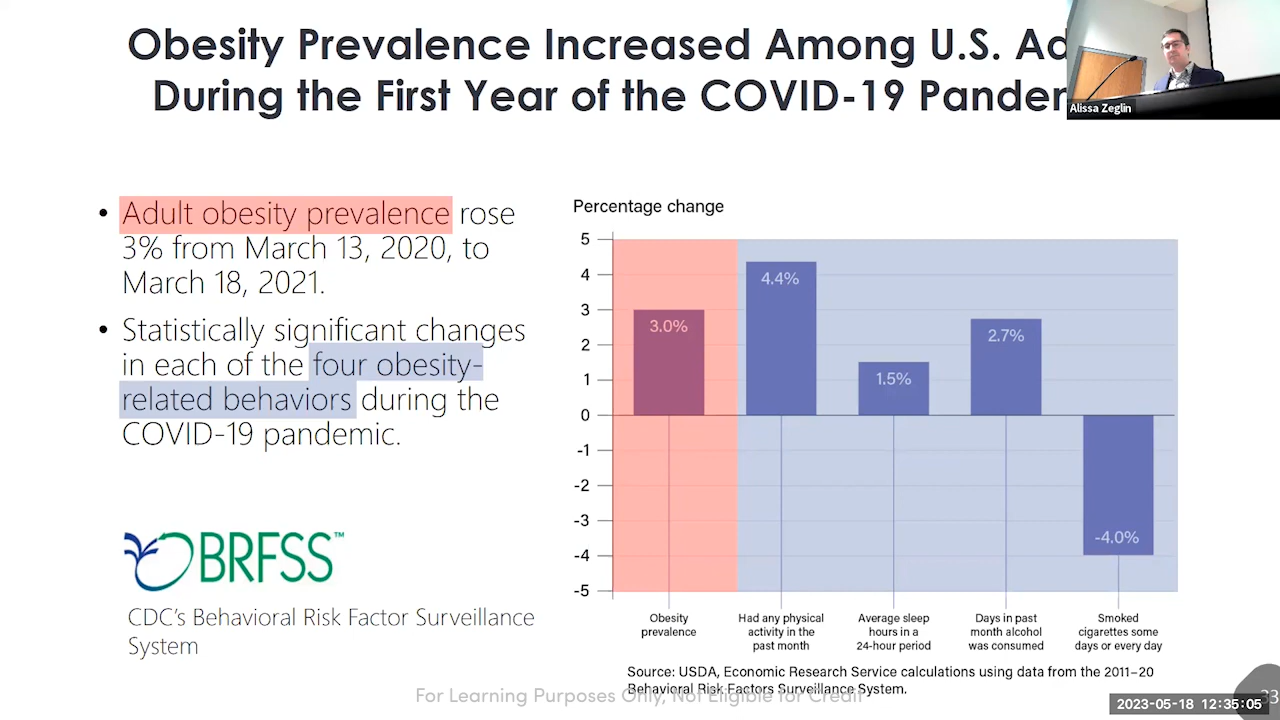 Obesity Prevalence Increased Among U.S.
During the First Year of the COVID-19
Alissa Zeglin
• Adult obesity prevalence rose
3% from March 13, 2020, to
March 18, 2021.
• Statistically significant changes
in each of the four obesity-
related behaviors during the
COVID-19 pandemic.
BRFSS™
CDC's Behavioral Risk Factor Surveillance
System
Percentage change
5
4
3
2
1
0
-1
-2
-3
-4
-5
3.0%
4.4%
1.5%
2.7%
-4.0%
Obesity
prevalence
Had any physical
activity in the
past month
Average sleep
hours in a
24-hour period
Days in past
month alcohol
was consumed
Smoked
cigarettes some
days or every day
Source: USDA, Economic Research Service calculations using data from the 2011–20
Behavioral Risk Factors Surveillance System.
For Learning Purposes Only, Not Eligible for Credit
33
2023-05-18 12:35:05